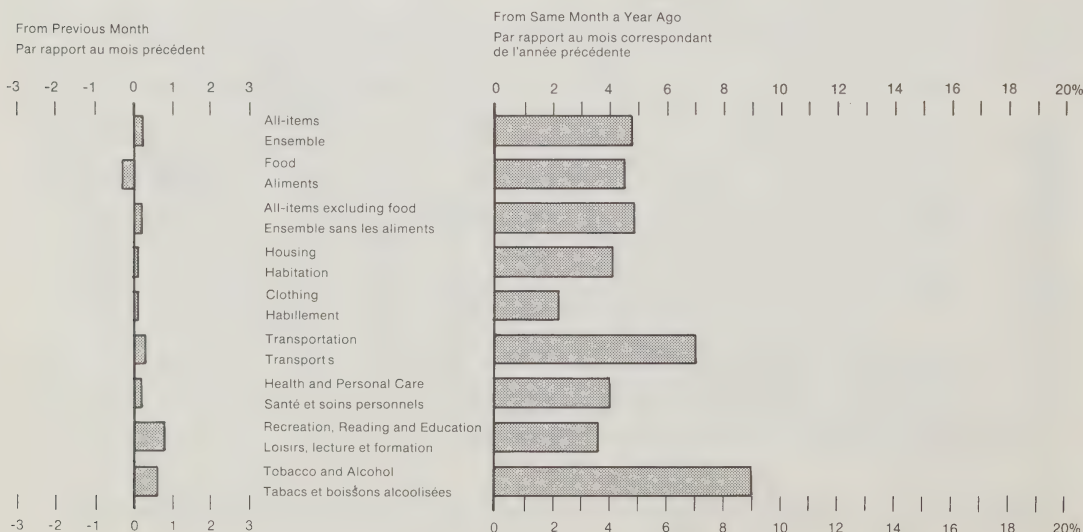 From Previous Month
Par rapport au mois précédent
From Same Month a Year Ago
Par rapport au mois correspondant
de l'année précédente
-3 -2 -1 0 1 2 3
0 2 4 6 8 10 12 14 16 18 20%
All-items
Ensemble
Food
Aliments
All-items excluding food
Ensemble sans les aliments
Housing
Habitation
Clothing
Habillement
Transportation
Transports
Health and Personal Care
Santé et soins personnels
Recreation, Reading and Education
Loisirs, lecture et formation
Tobacco and Alcohol
Tabacs et boissons alcoolisées
-3 -2 -1 0 1 2 3
0 2 4 6 8 10 12 14 16 18 20%